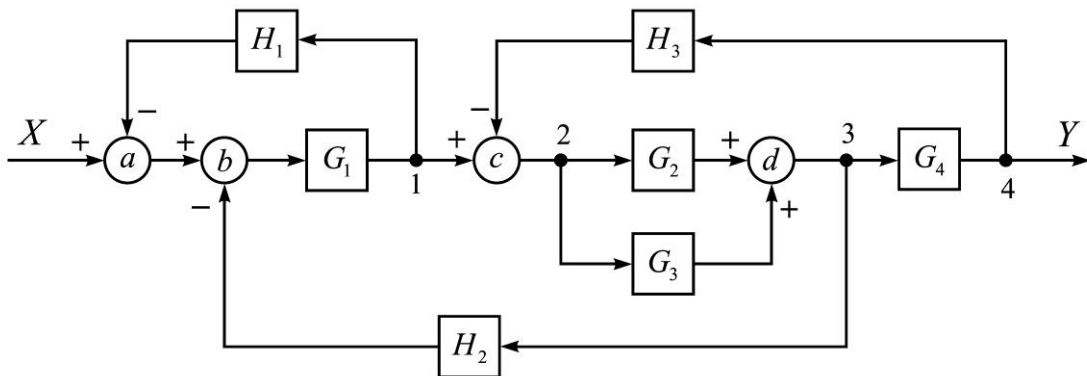 H₁
H₃
− −
X + a + b G₁ 1 + c 2 G₂ + d 3 G₄ 4 Y
− +
G₃
H₂